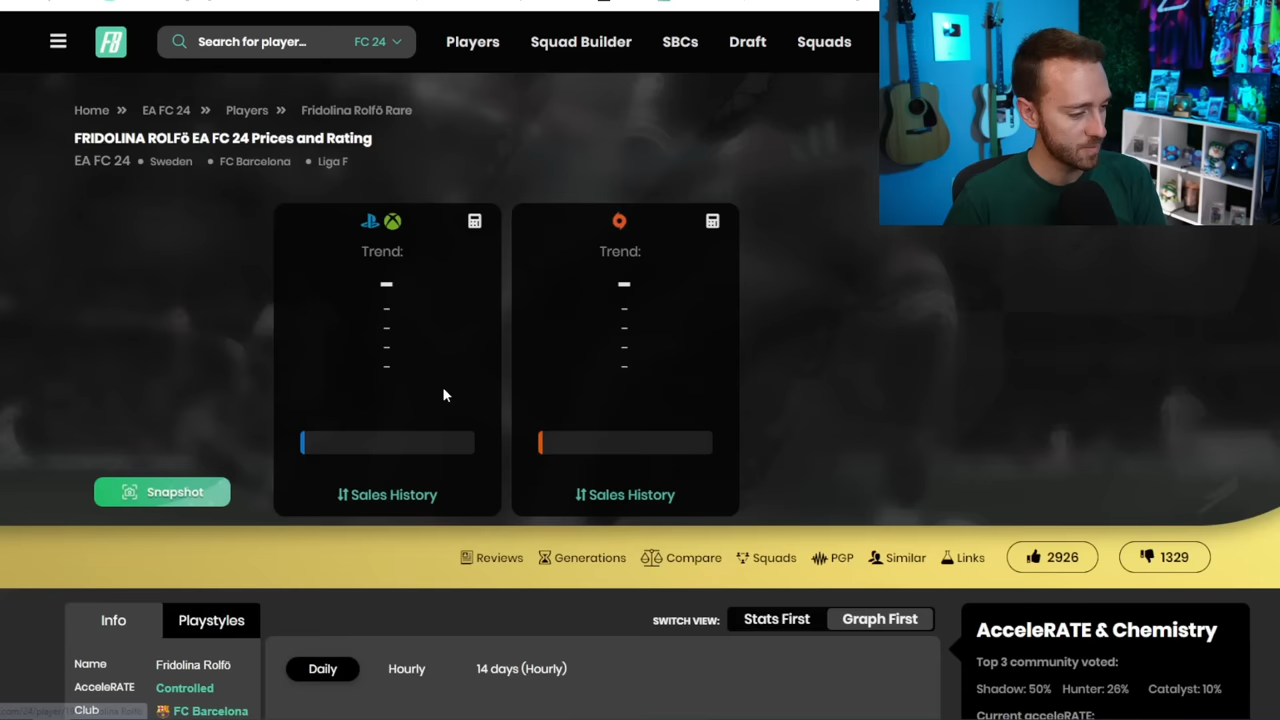 FB Search for player... FC 24 Players Squad Builder SBCs Draft Squads
Home » EA FC 24 » Players » Fridolina Rolfö Rare
FRIDOLINA ROLFö EA FC 24 Prices and Rating
EA FC 24 • Sweden • FC Barcelona • Liga F
Trend: Trend:
- -
- -
- -
- -
- -
Sales History Sales History
Snapshot
Reviews Generations Compare Squads PGP Similar Links 2926 1329
Info Playstyles SWITCH VIEW: Stats First Graph First
AcceleRATE & Chemistry
Name Fridolina Rolfö Daily Hourly 14 days (Hourly) Top 3 community voted:
AcceleRATE Controlled Shadow: 50% Hunter: 26% Catalyst: 10%
Club FC Barcelona Current acceleRATE: